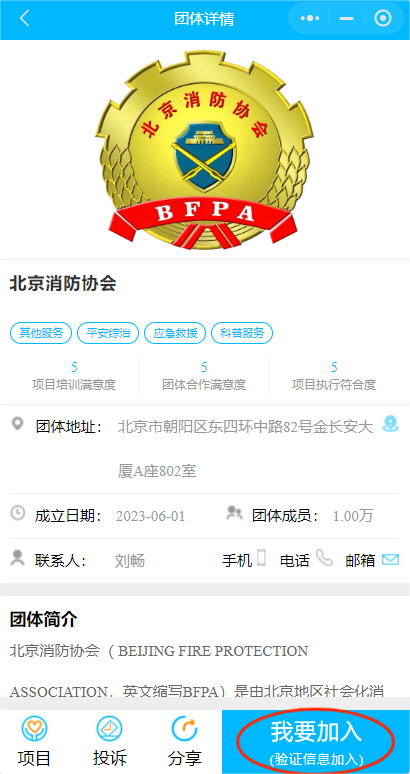 团体详情
北京消防协会
BFPA
北京消防协会
其他服务 平安综治 应急救援 科普服务
5 5 5
项目培训满意度 团体合作满意度 项目执行符合度
团体地址： 北京市朝阳区东四环中路82号金长安大
厦A座802室
成立日期： 2023-06-01 团体成员： 1.00万
联系人： 刘畅 手机 电话 邮箱
团体简介
北京消防协会（ BEIJING FIRE PROTECTION
ASSOCIATION，英文缩写BFPA）是由北京地区社会化消
项目 投诉 分享 我要加入
(验证信息加入)